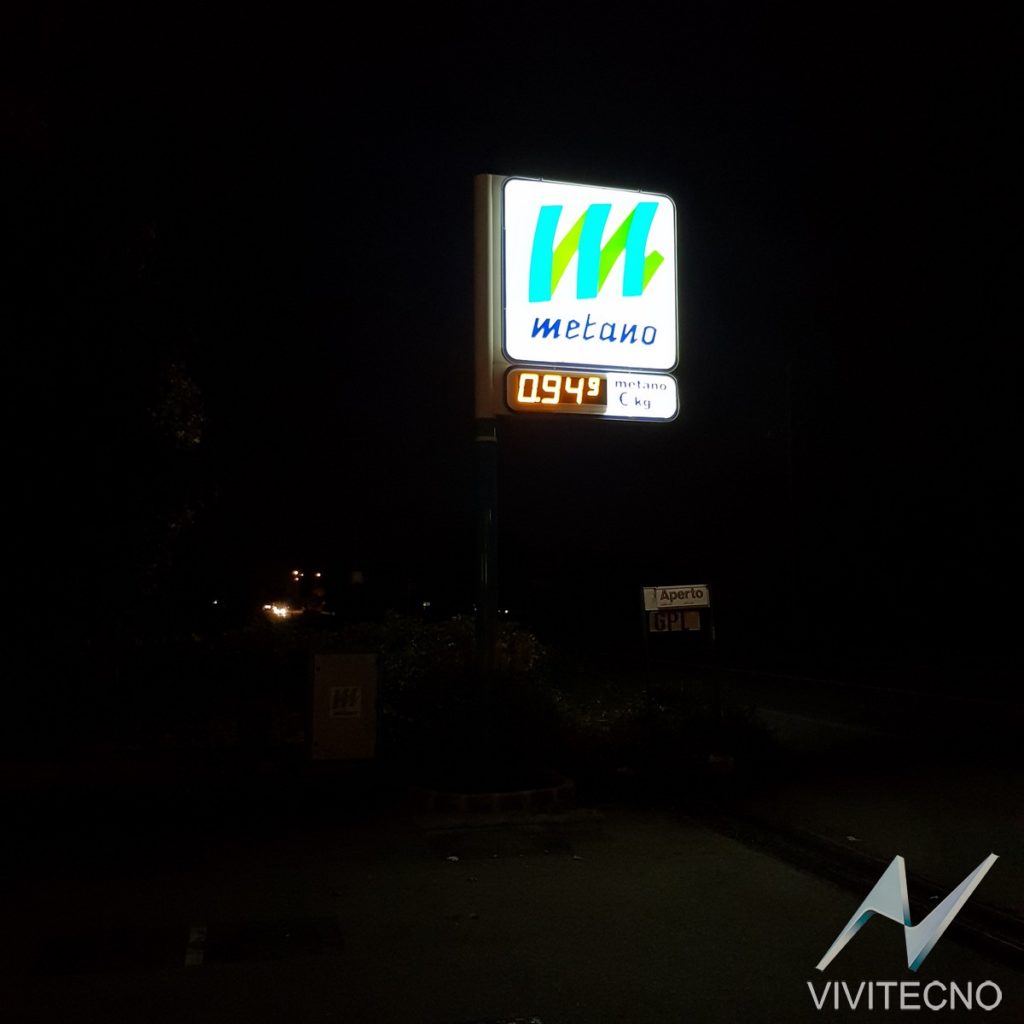 metano
0.94⁹
metano
€ kg
Aperto
GPL
VIVITECNO